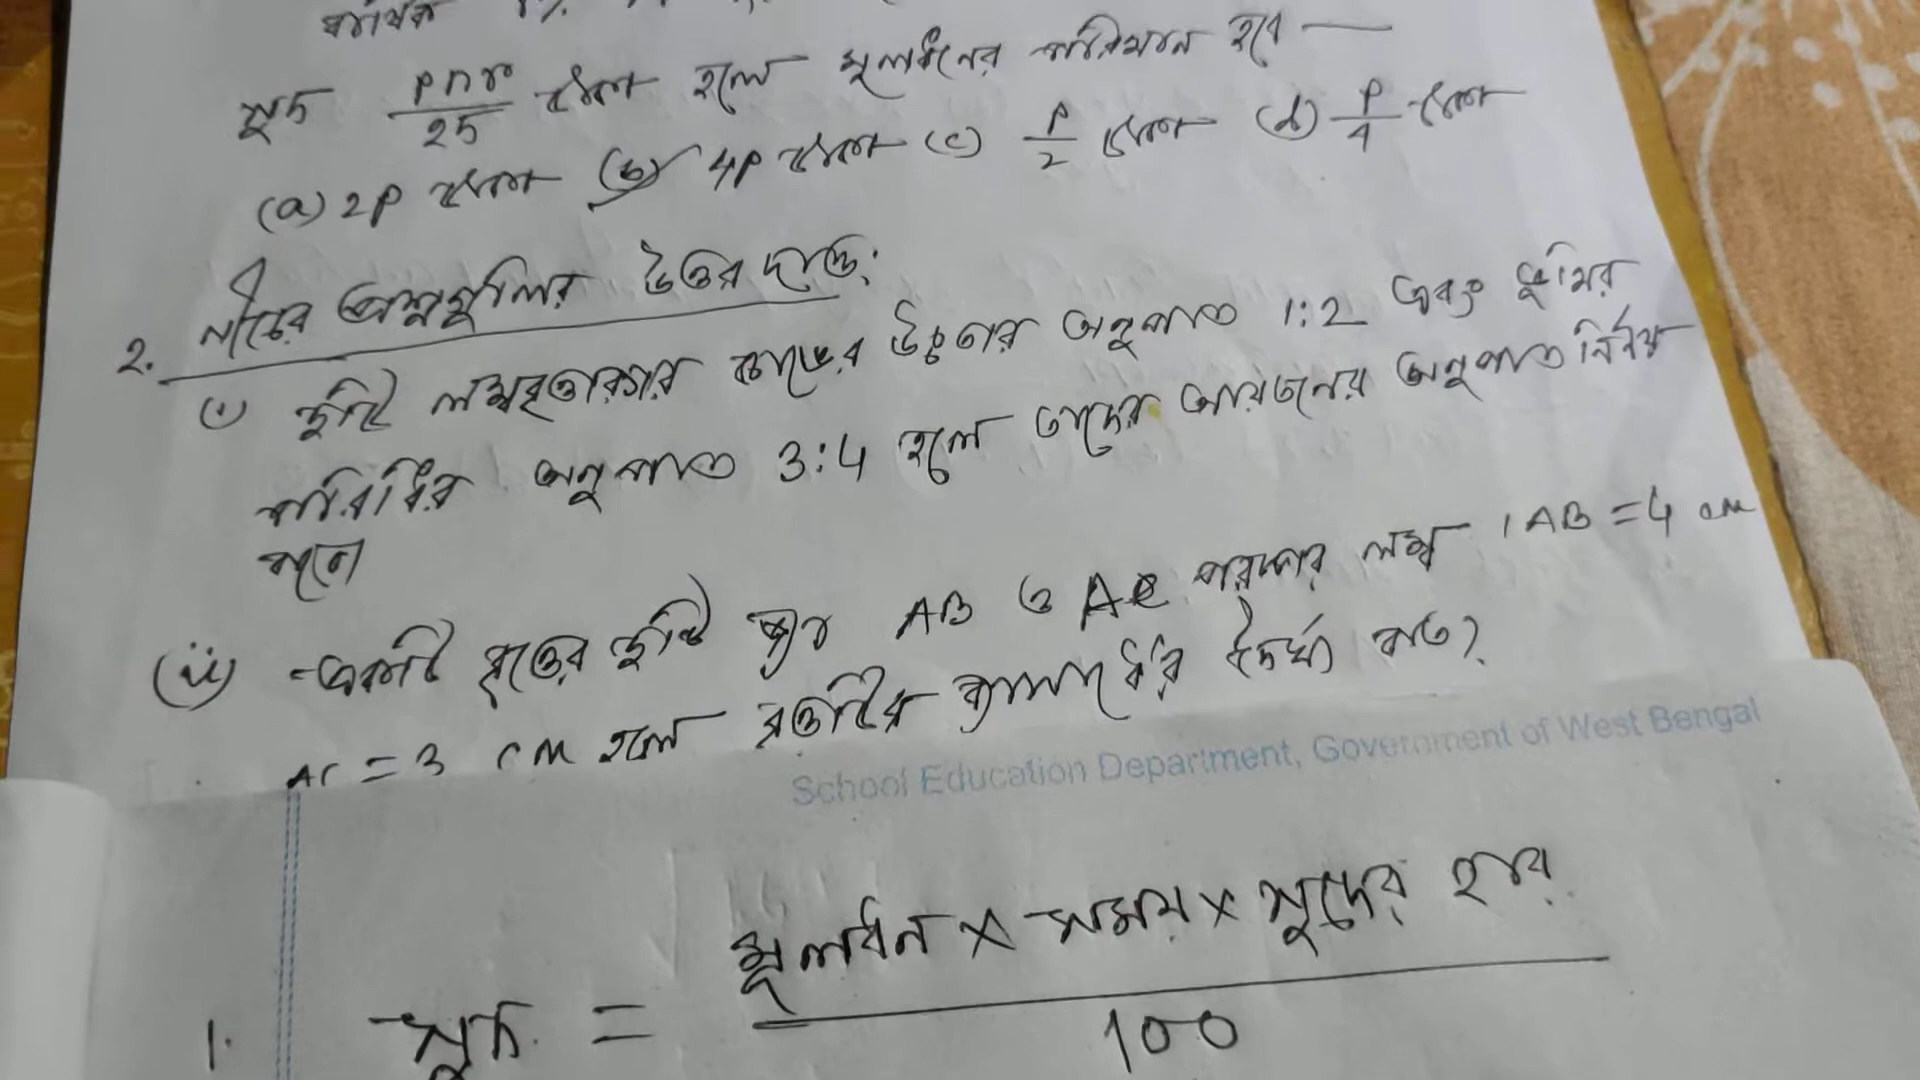 বার্ষিক r%
সুদ pnr/25 টাকা হলে মূলধনের পরিমান হবে —
(a) 2p টাকা (b) 4p টাকা (c) p/2 টাকা (d) p/4 টাকা
2. নীচের প্রশ্নগুলির উত্তর দাও:
(i) দুটি লম্ববৃত্তাকার চোঙের উচ্চতার অনুপাত 1:2 এবং ভূমির
পরিধির অনুপাত 3:4 হলে তাদের আয়তনের অনুপাত নির্ণয়
করো
(ii) একটি বৃত্তের দুটি জ্যা AB ও AC পরস্পর লম্ব । AB = 4 cm
AC = 3 cm হলে বৃত্তটির ব্যাসার্ধের দৈর্ঘ্য কত?
School Education Department, Government of West Bengal
মূলধন × সময় × সুদের হার
1. সুদ =
100